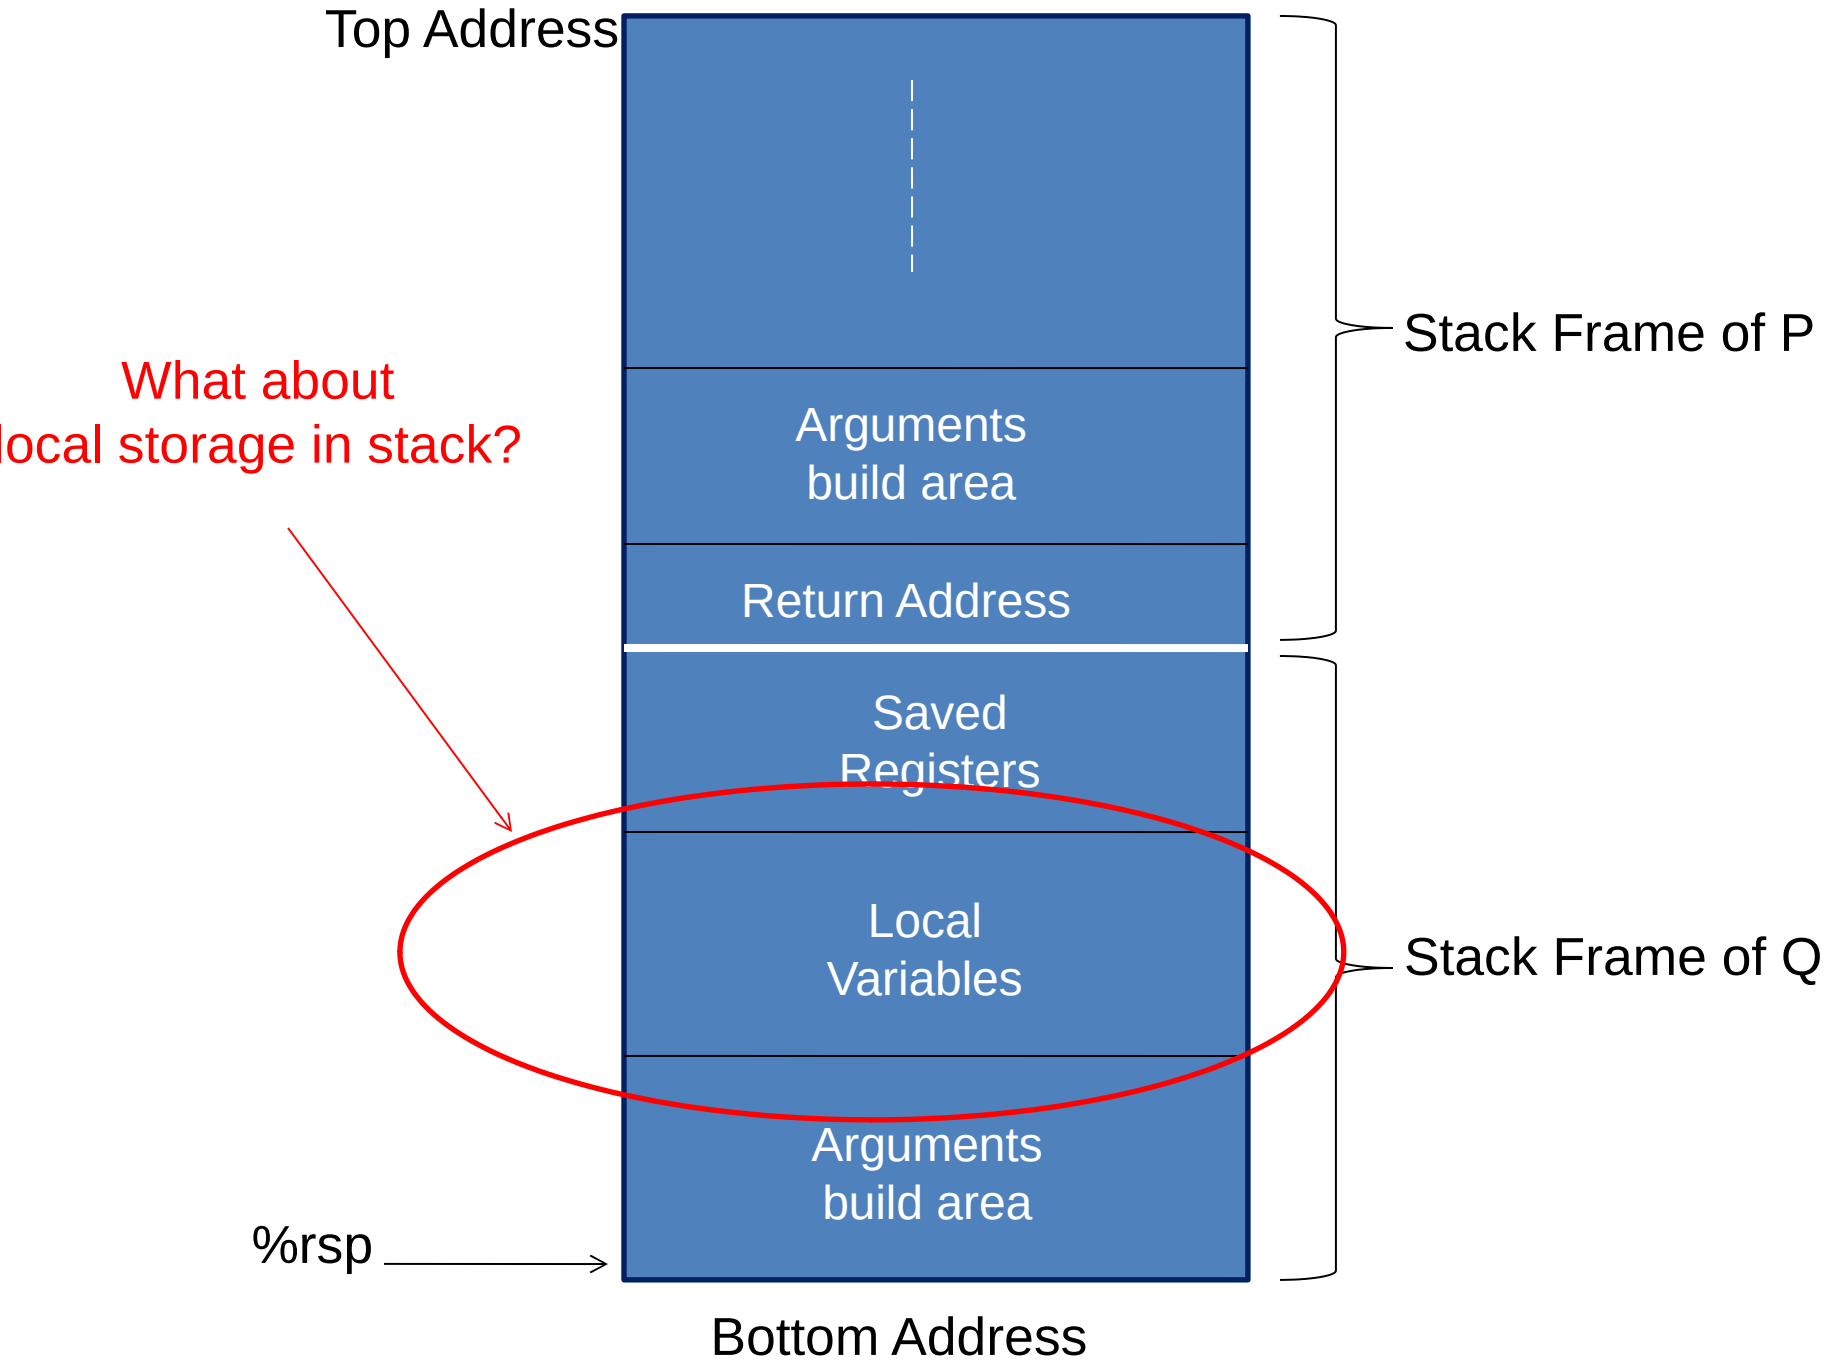 Top Address
Stack Frame of P
What about
local storage in stack?
Arguments
build area
Return Address
Saved
Registers
Local
Variables
Stack Frame of Q
Arguments
build area
%rsp
Bottom Address